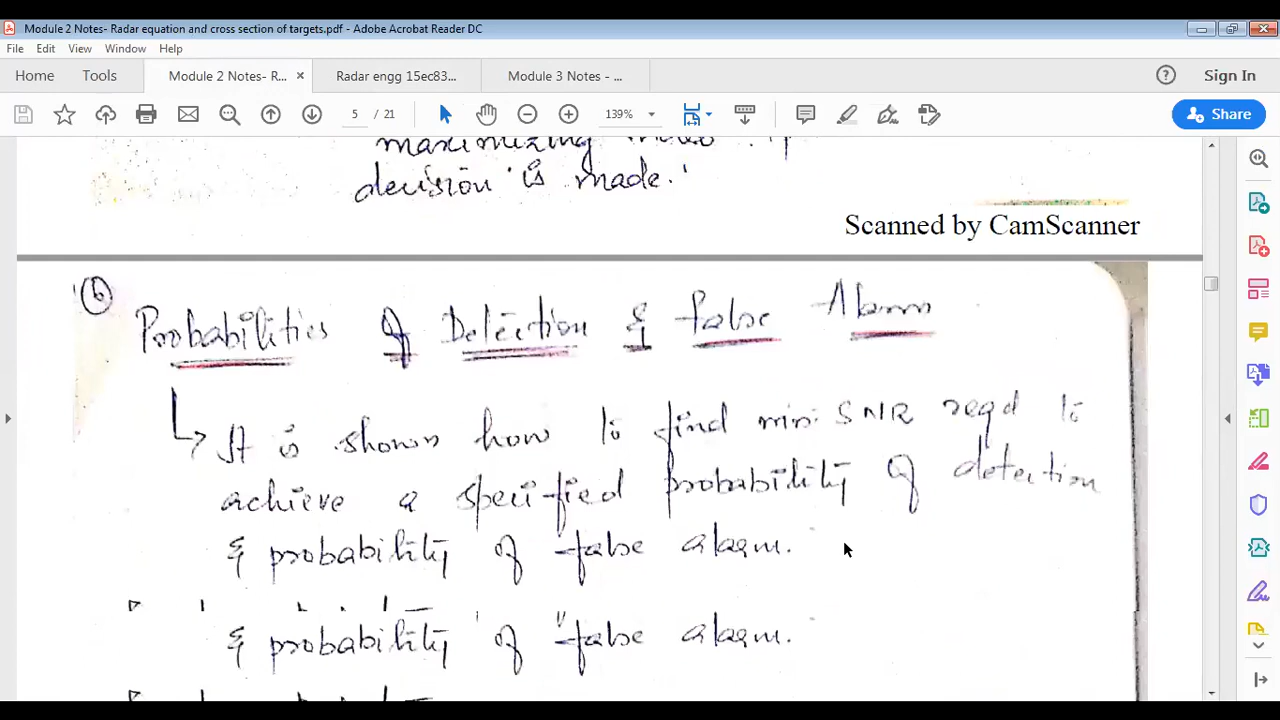 Module 2 Notes- Radar equation and cross section of targets.pdf - Adobe Acrobat Reader DC
File Edit View Window Help
Home Tools Module 2 Notes- R... × Radar engg 15ec83... Module 3 Notes - ... Sign In
5 / 21 139% Share
maximizing
decision is made.
Scanned by CamScanner
6 Probabilities of Detection & false Alarm
↳ It is shown how to find min. SNR reqd to
achieve a specified probability of detection
& probability of false alarm.
& probability of false alarm.